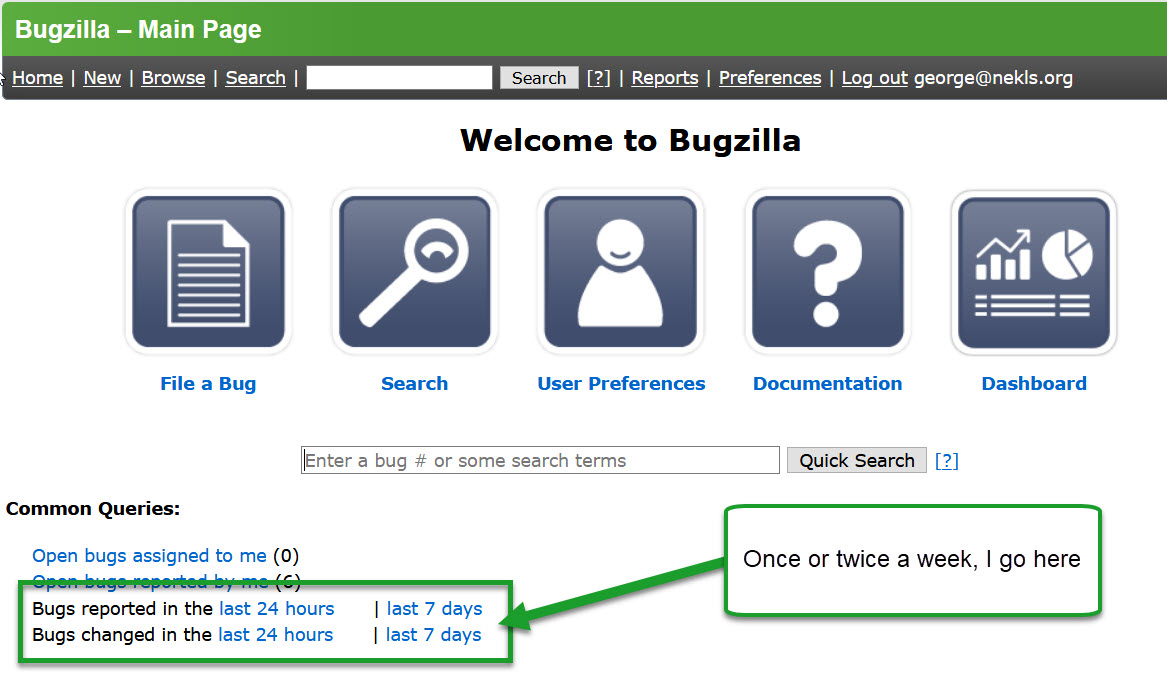 Bugzilla – Main Page
Home | New | Browse | Search | Search [?] | Reports | Preferences | Log out george@nekls.org
Welcome to Bugzilla
File a Bug Search User Preferences Documentation Dashboard
Enter a bug # or some search terms Quick Search [?]
Common Queries:
Open bugs assigned to me (0)
Open bugs reported by me (6)
Bugs reported in the last 24 hours | last 7 days
Bugs changed in the last 24 hours | last 7 days
Once or twice a week, I go here